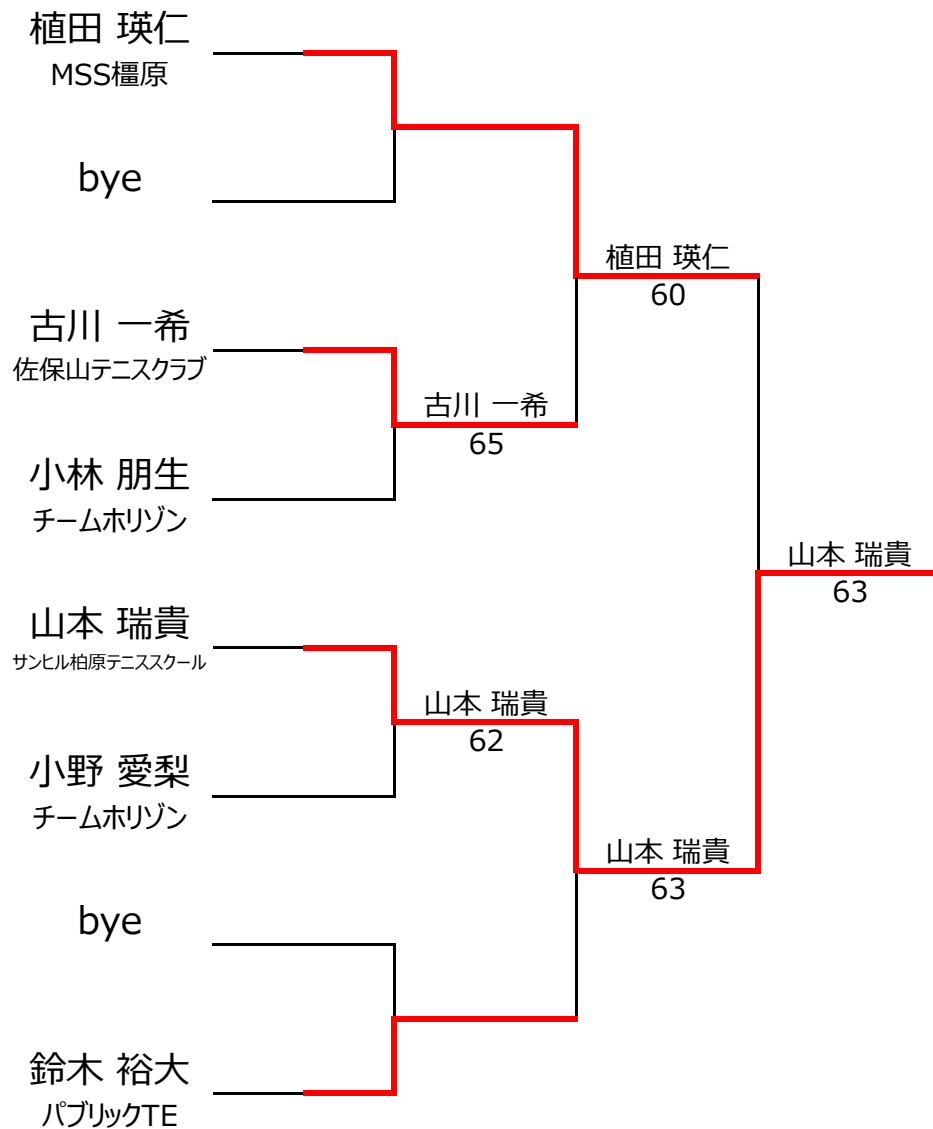 植田 瑛仁
MSS橿原
bye
古川 一希
佐保山テニスクラブ
小林 朋生
チームホリゾン
山本 瑞貴
サンヒル柏原テニススクール
小野 愛梨
チームホリゾン
bye
鈴木 裕大
パブリックTE
古川 一希
65
山本 瑞貴
62
植田 瑛仁
60
山本 瑞貴
63
山本 瑞貴
63